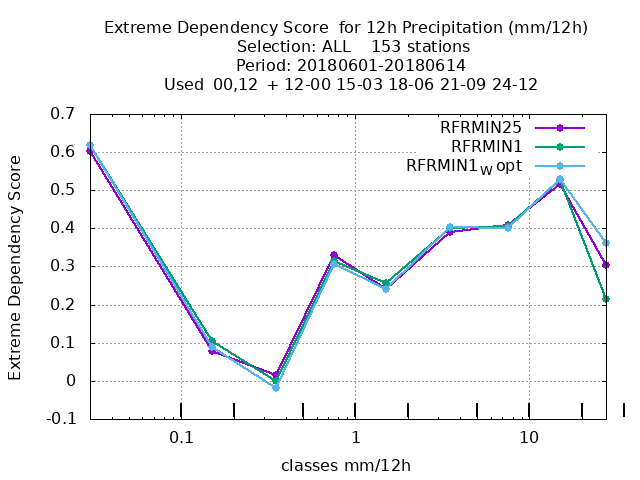 Extreme Dependency Score  for 12h Precipitation (mm/12h)
Selection: ALL    153 stations
Period: 20180601-20180614
Used  00,12  + 12-00 15-03 18-06 21-09 24-12
0.7
0.6
0.5
0.4
0.3
0.2
0.1
0
-0.1
Extreme Dependency Score
RFRMIN25
RFRMIN1
RFRMIN1w opt
0.1
1
10
classes mm/12h